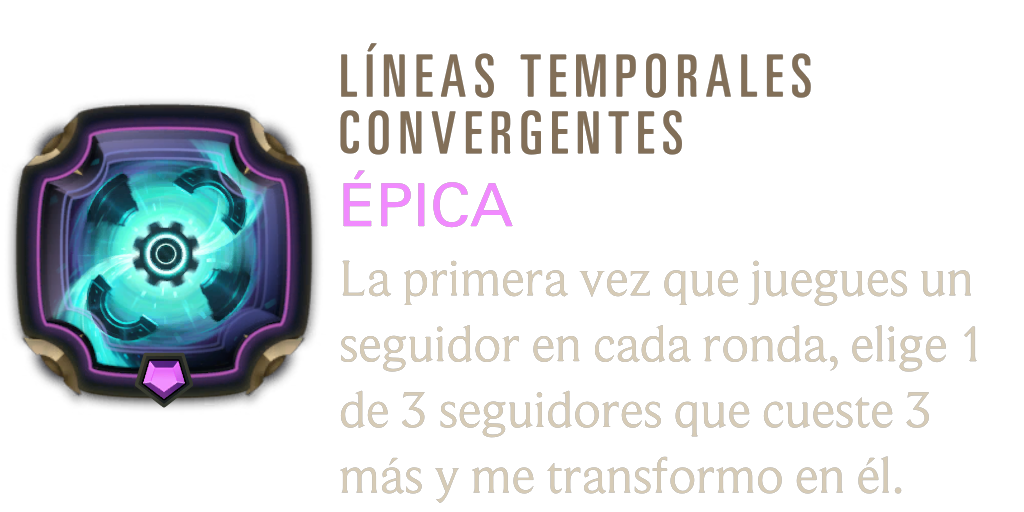 LÍNEAS TEMPORALES
CONVERGENTES
ÉPICA
La primera vez que juegues un
seguidor en cada ronda, elige 1
de 3 seguidores que cueste 3
más y me transformo en él.